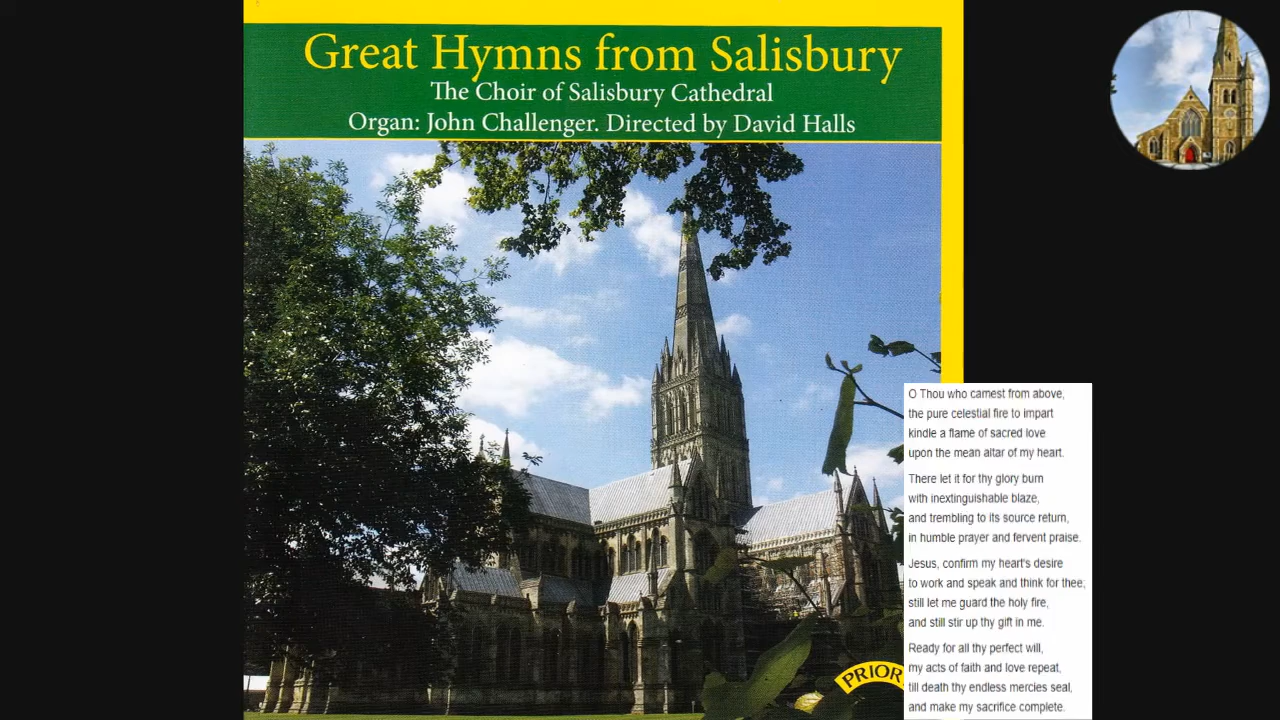 Great Hymns from Salisbury
The Choir of Salisbury Cathedral
Organ: John Challenger. Directed by David Halls
O Thou who camest from above,
the pure celestial fire to impart
kindle a flame of sacred love
upon the mean altar of my heart.
There let it for thy glory burn
with inextinguishable blaze,
and trembling to its source return,
in humble prayer and fervent praise.
Jesus, confirm my heart's desire
to work and speak and think for thee;
still let me guard the holy fire,
and still stir up thy gift in me.
Ready for all thy perfect will,
my acts of faith and love repeat,
till death thy endless mercies seal,
and make my sacrifice complete.
PRIOR